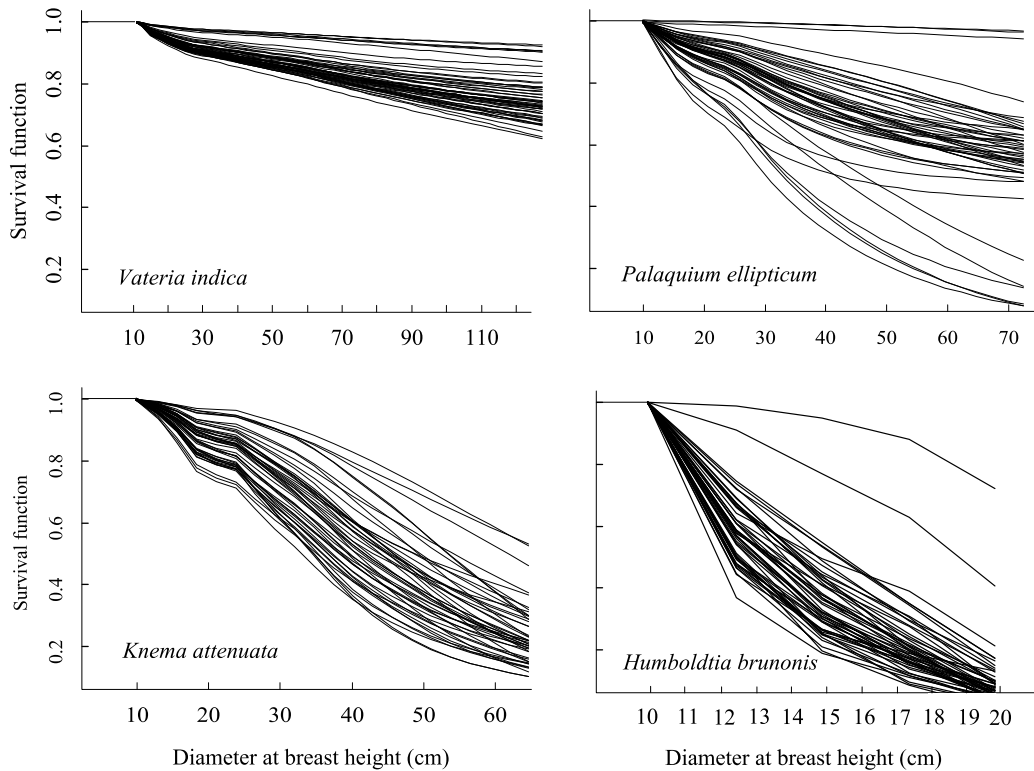 Survival function
1.0
0.8
0.6
0.4
0.2
Vateria indica
10 30 50 70 90 110
Palaquium ellipticum
10 20 30 40 50 60 70
Survival function
1.0
0.8
0.6
0.4
0.2
Knema attenuata
10 20 30 40 50 60
Diameter at breast height (cm)
Humboldtia brunonis
10 11 12 13 14 15 16 17 18 19 20
Diameter at breast height (cm)